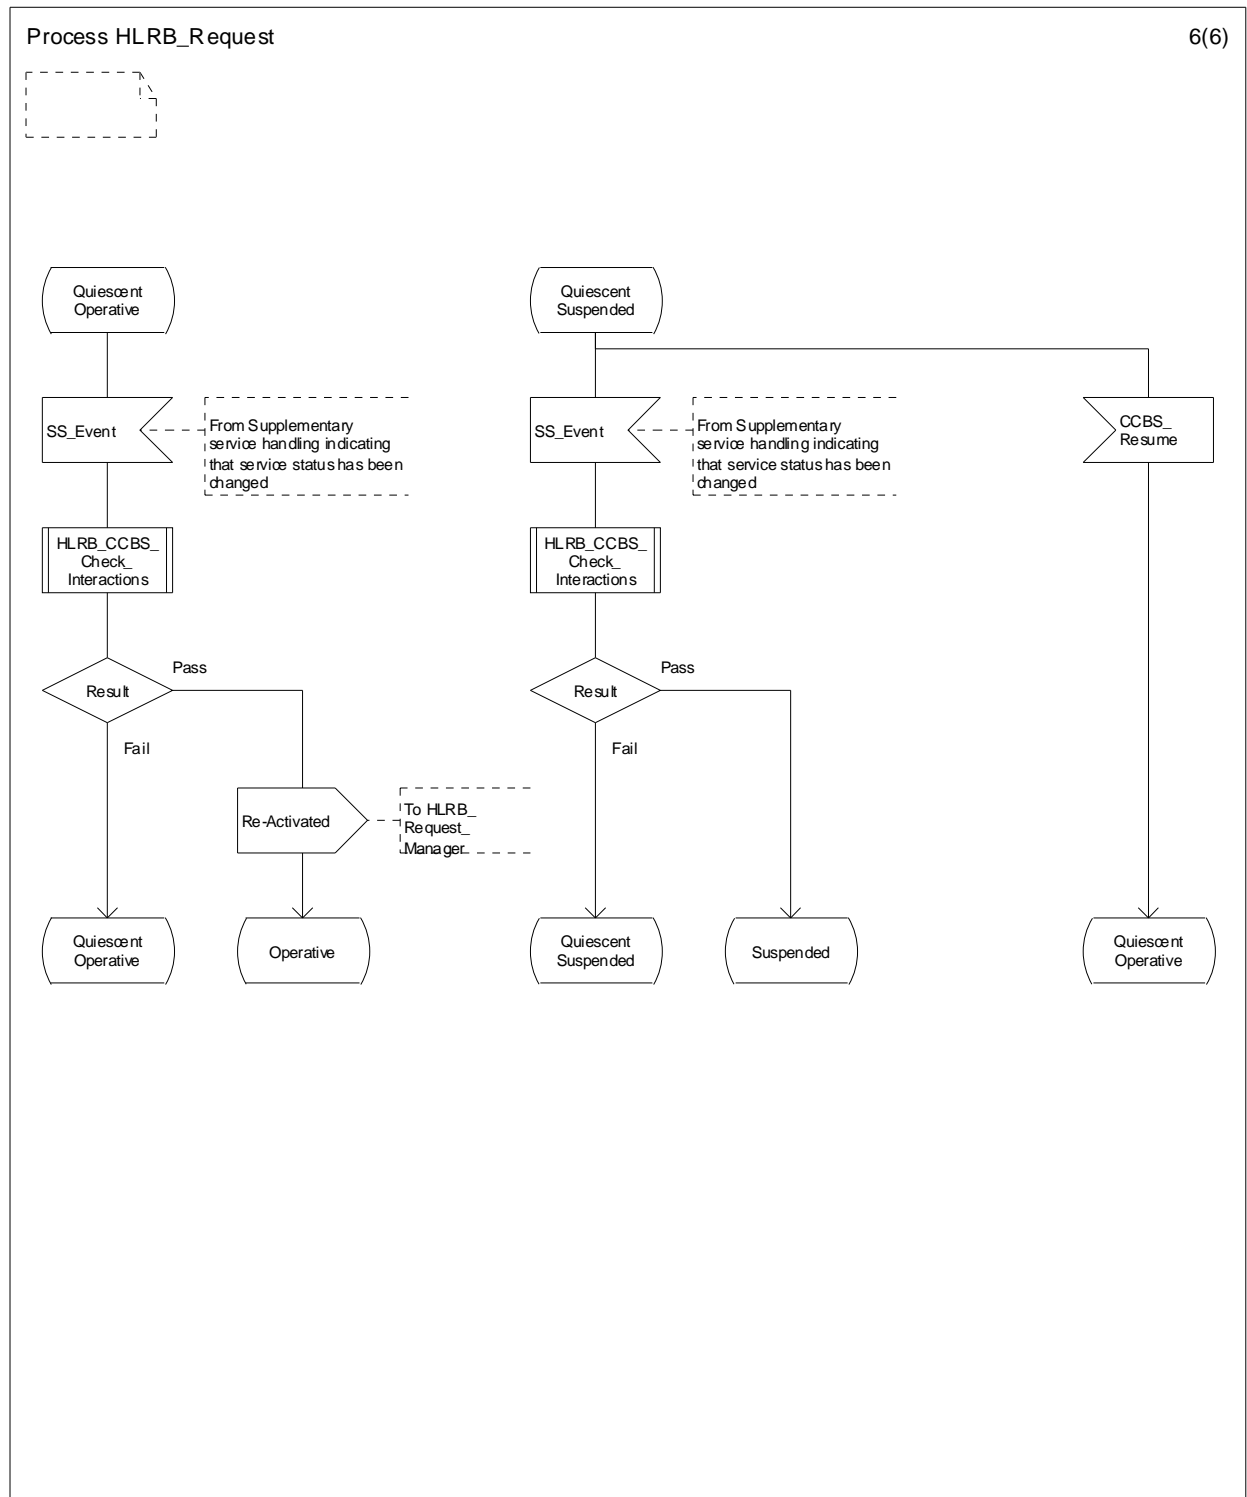 Process HLRB_Request
6(6)
Quiescent
Operative
Quiescent
Suspended
SS_Event
From Supplementary
service handling indicating
that service status has been
changed
SS_Event
From Supplementary
service handling indicating
that service status has been
changed
CCBS_
Resume
HLRB_CCBS_
Check_
Interactions
HLRB_CCBS_
Check_
Interactions
Result
Pass
Fail
Result
Pass
Fail
Re-Activated
To HLRB_
Request_
Manager
Quiescent
Operative
Operative
Quiescent
Suspended
Suspended
Quiescent
Operative